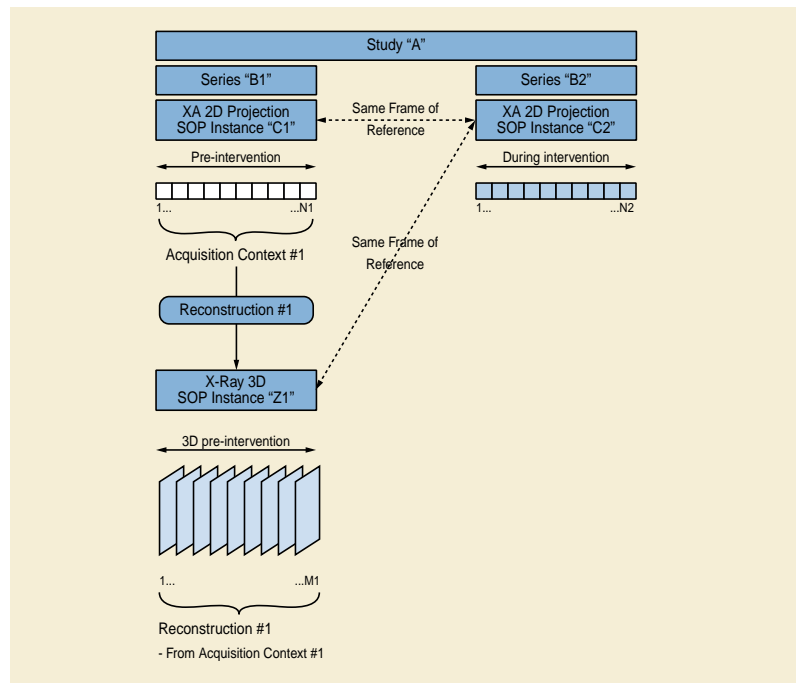 Study “A”
Series “B1”
Series “B2”
XA 2D Projection
SOP Instance “C1”
Same Frame of
Reference
XA 2D Projection
SOP Instance “C2”
Pre-intervention
During intervention
1...
...N1
1...
...N2
Acquisition Context #1
Same Frame of
Reference
Reconstruction #1
X-Ray 3D
SOP Instance “Z1”
3D pre-intervention
1...
...M1
Reconstruction #1
- From Acquisition Context #1